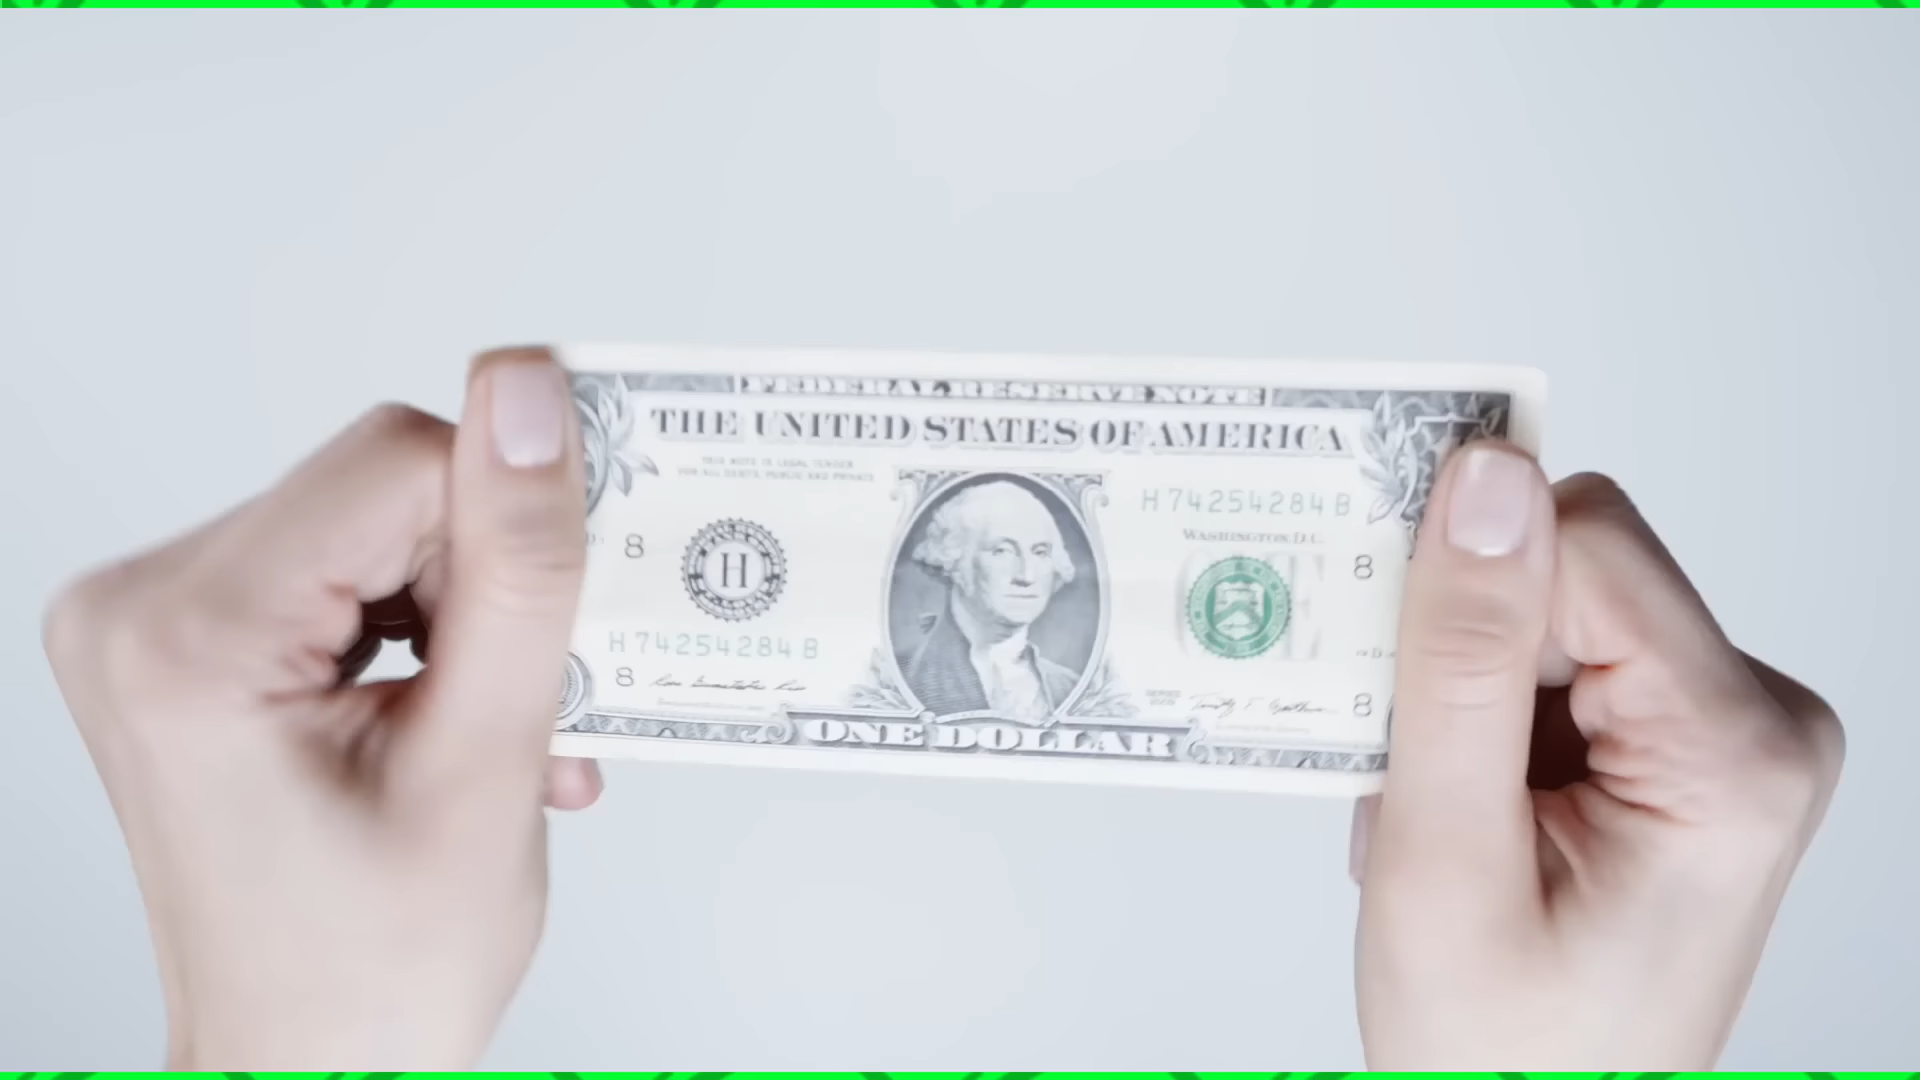 FEDERAL RESERVE NOTE
THE UNITED STATES OF AMERICA
THIS NOTE IS LEGAL TENDER
FOR ALL DEBTS, PUBLIC AND PRIVATE
H 74254284 B
WASHINGTON, D.C.
8
H
8
H 74254284 B
8
SERIES
8
ONE DOLLAR